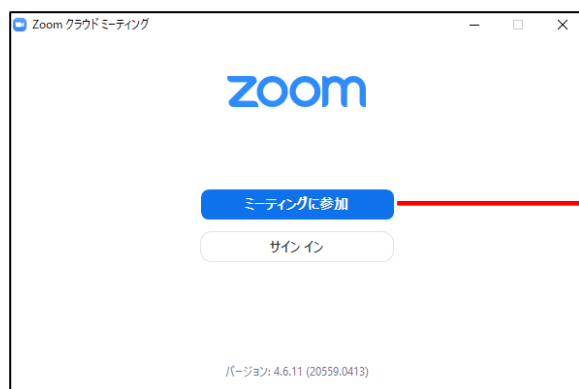 Zoom クラウド ミーティング
zoom
ミーティングに参加
サイン イン
バージョン: 4.6.11 (20559.0413)